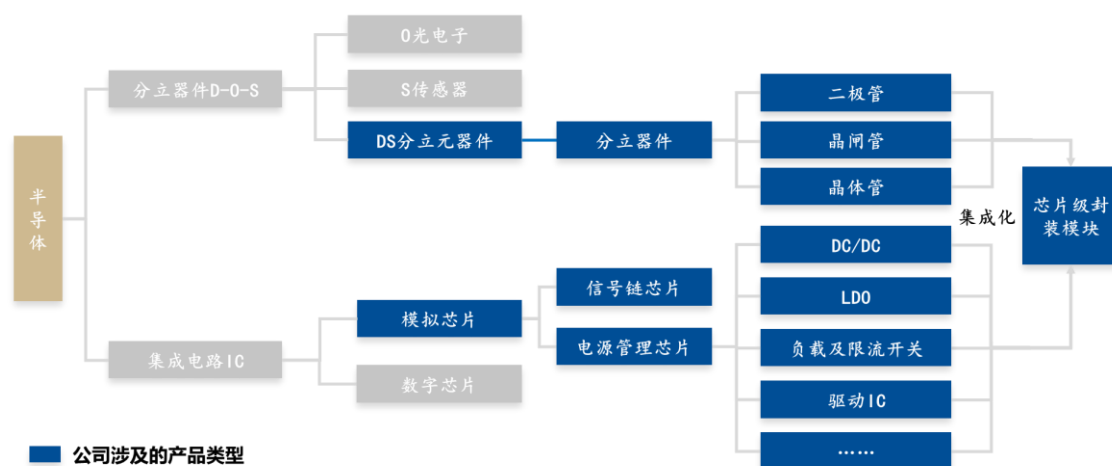 半导体
分立器件D-O-S
集成电路IC
O光电子
S传感器
DS分立元器件
分立器件
二极管
晶闸管
晶体管
模拟芯片
数字芯片
信号链芯片
电源管理芯片
DC/DC
LDO
负载及限流开关
驱动IC
……
集成化
芯片级封
装模块
公司涉及的产品类型